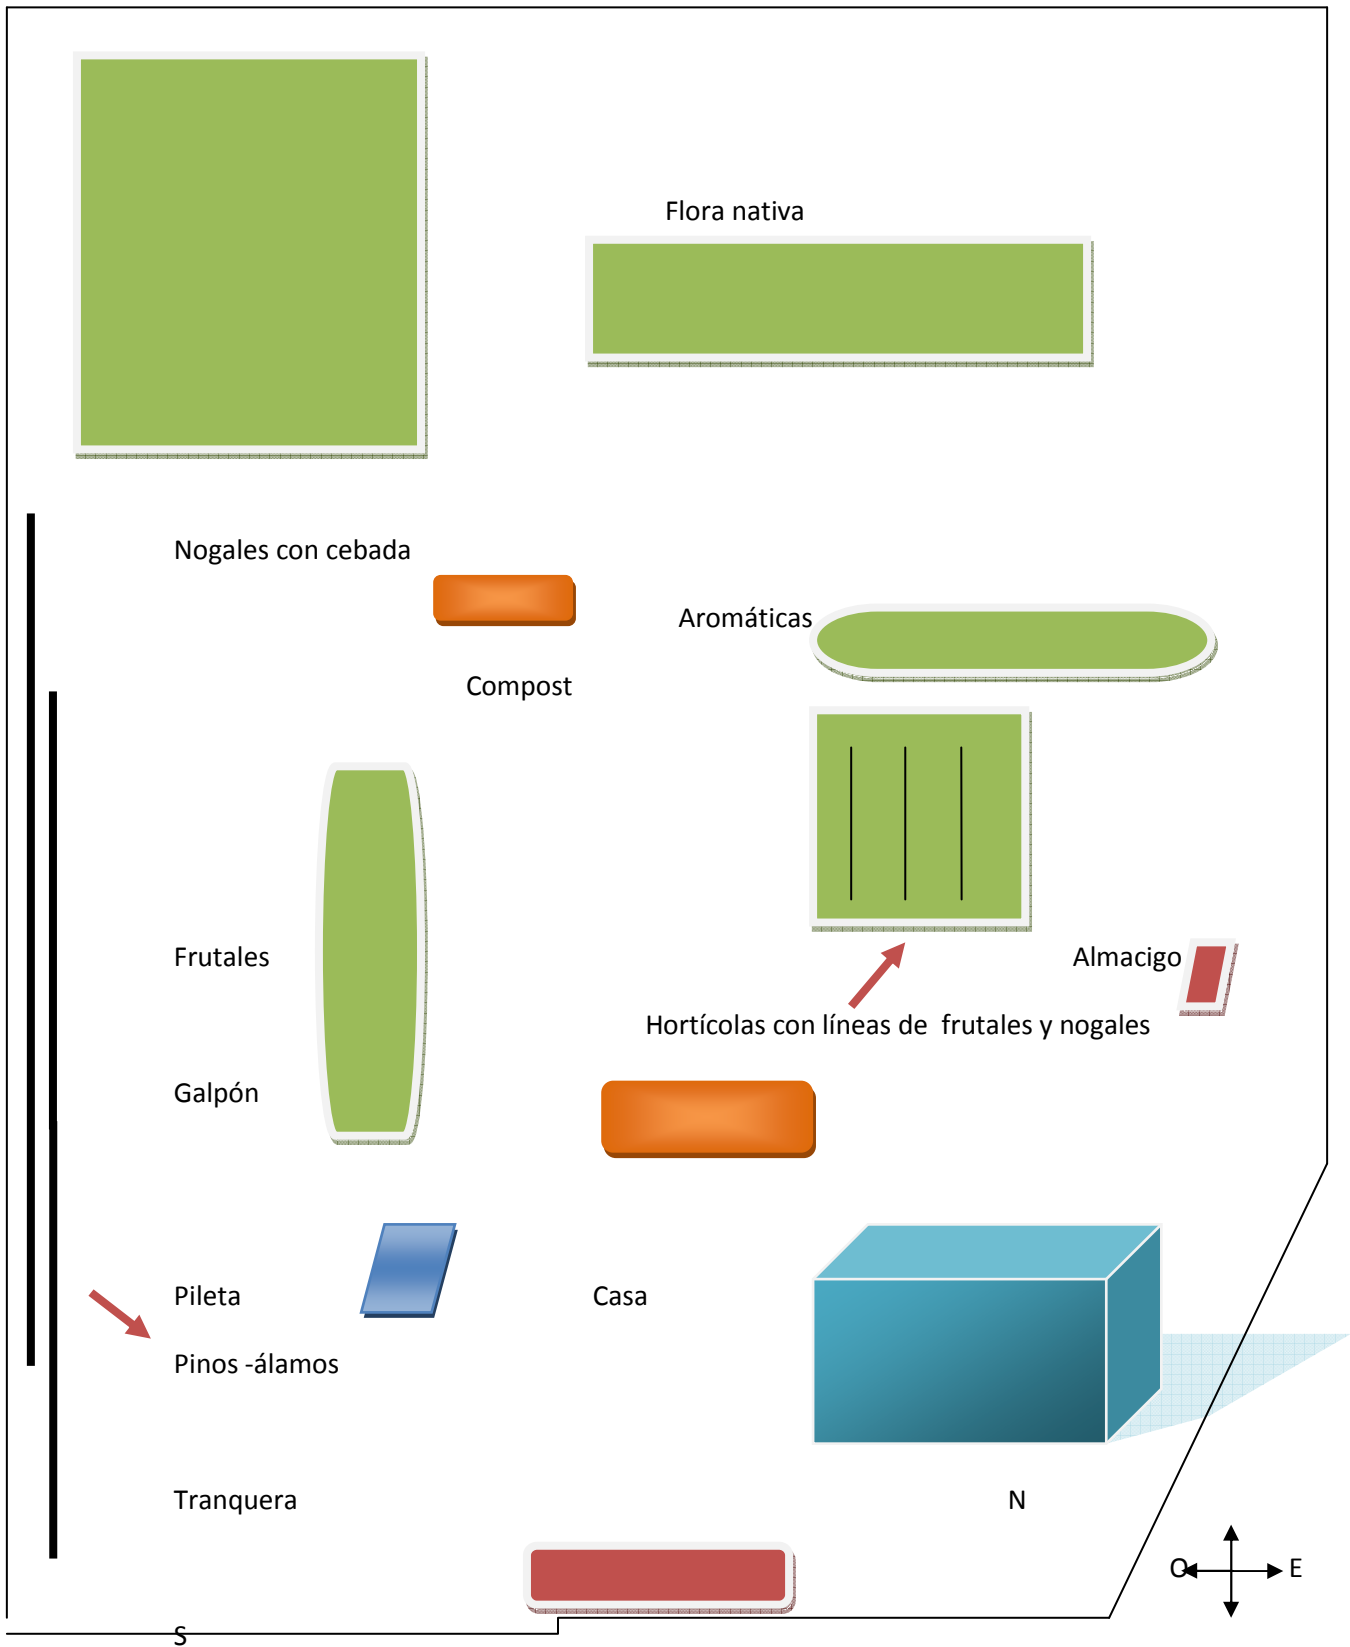 Flora nativa
Nogales con cebada
Aromáticas
Compost
Frutales
Almacigo
Hortícolas con líneas de  frutales y nogales
Galpón
Pileta
Casa
Pinos -álamos
Tranquera
N
O
E
S